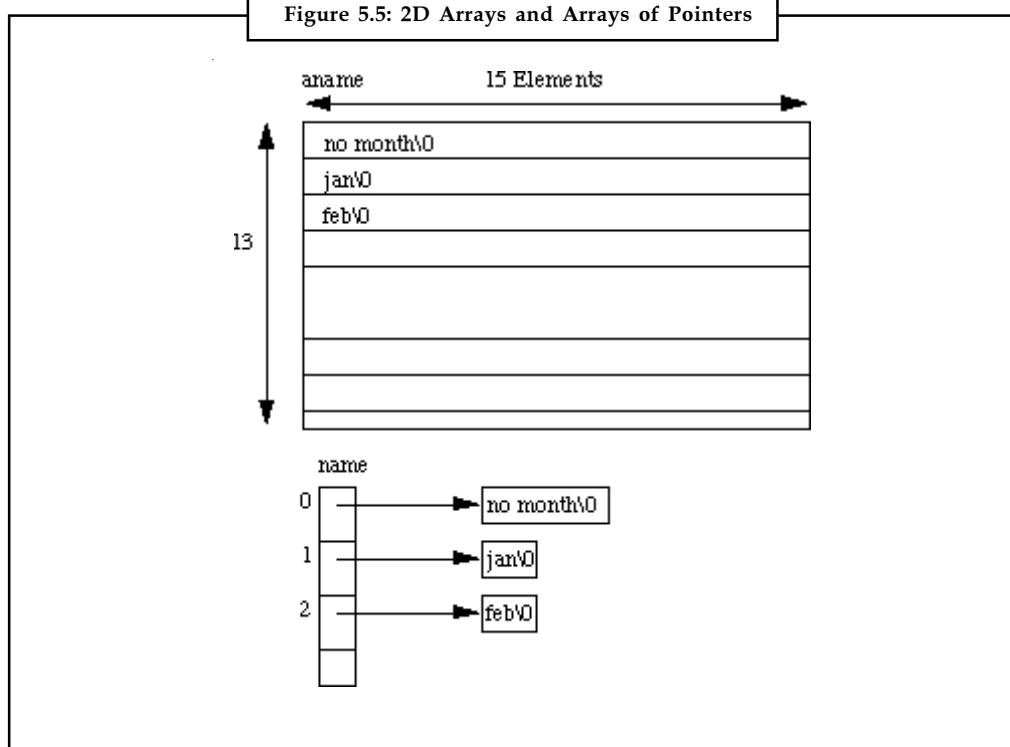 Figure 5.5: 2D Arrays and Arrays of Pointers
aname 15 Elements
no month\0
jan\0
feb\0
13
name
0 no month\0
1 jan\0
2 feb\0